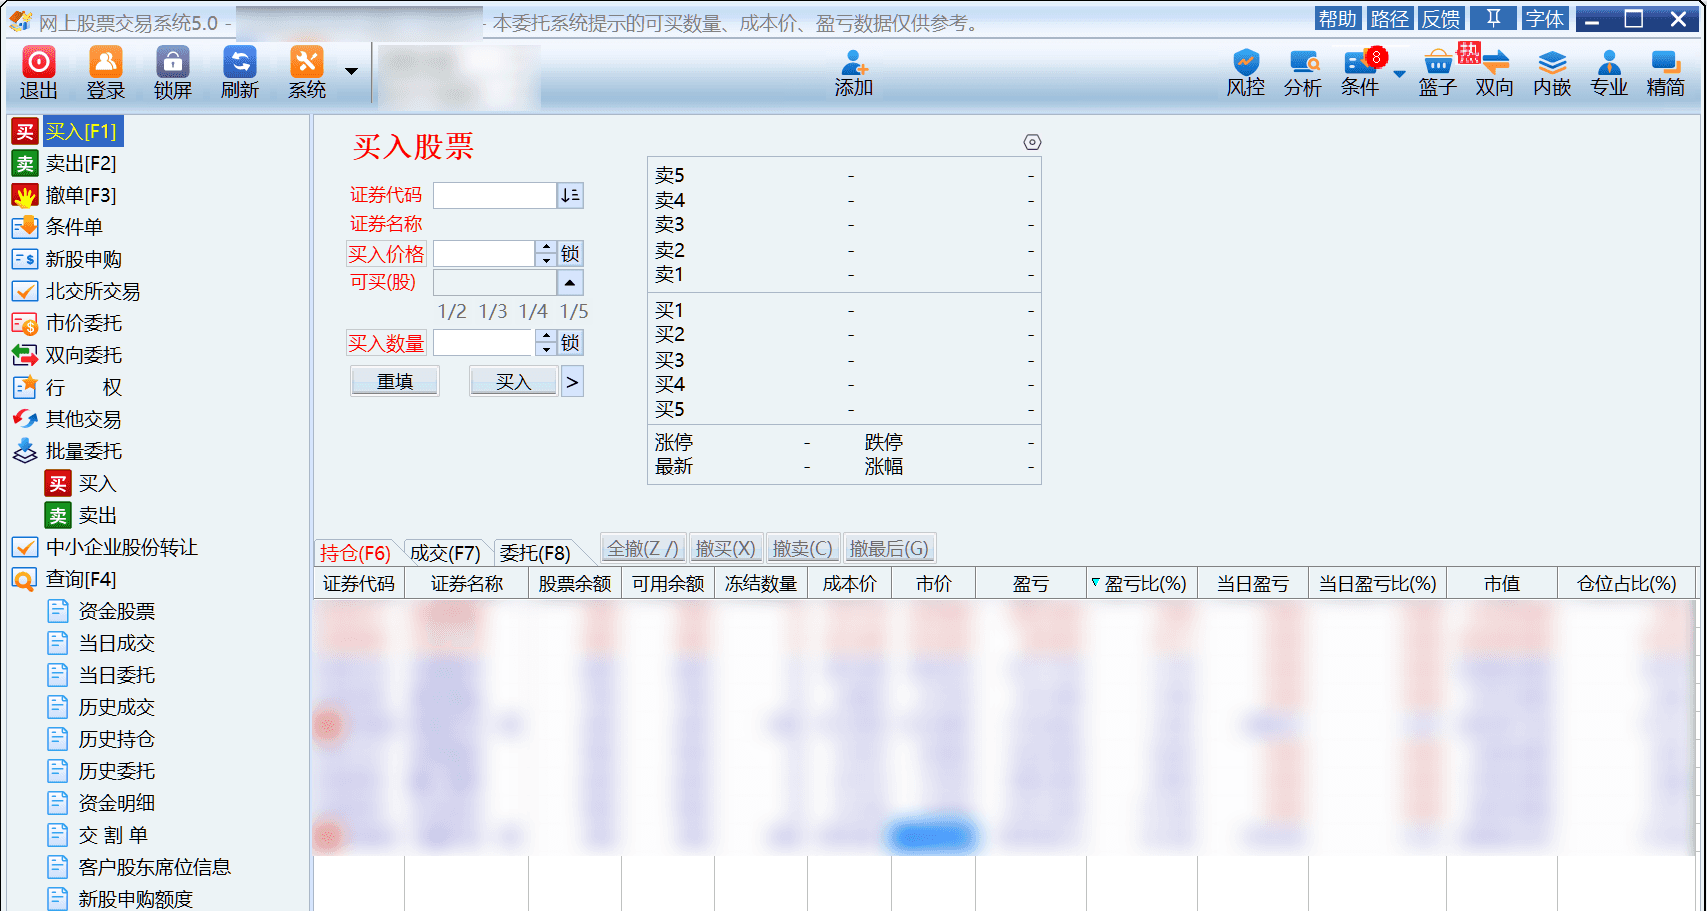 网上股票交易系统5.0 - - 本委托系统提示的可买数量、成本价、盈亏数据仅供参考。 帮助 路径 反馈 字体
退出 登录 锁屏 刷新 系统 添加 风控 分析 条件 8 篮子 热 双向 内嵌 专业 精简
买 买入[F1]
卖 卖出[F2]
撤单[F3]
条件单
新股申购
北交所交易
市价委托
双向委托
行 权
其他交易
批量委托
买 买入
卖 卖出
中小企业股份转让
查询[F4]
资金股票
当日成交
当日委托
历史成交
历史持仓
历史委托
资金明细
交 割 单
客户股东席位信息
新股申购额度
买入股票
证券代码
证券名称
买入价格 锁
可买(股)
1/2 1/3 1/4 1/5
买入数量 锁
重填 买入 >
卖5 - -
卖4 - -
卖3 - -
卖2 - -
卖1 - -
买1 - -
买2 - -
买3 - -
买4 - -
买5 - -
涨停 - 跌停 -
最新 - 涨幅 -
持仓(F6) 成交(F7) 委托(F8) 全撤(Z /) 撤买(X) 撤卖(C) 撤最后(G)
证券代码 证券名称 股票余额 可用余额 冻结数量 成本价 市价 盈亏 盈亏比(%) 当日盈亏 当日盈亏比(%) 市值 仓位占比(%)